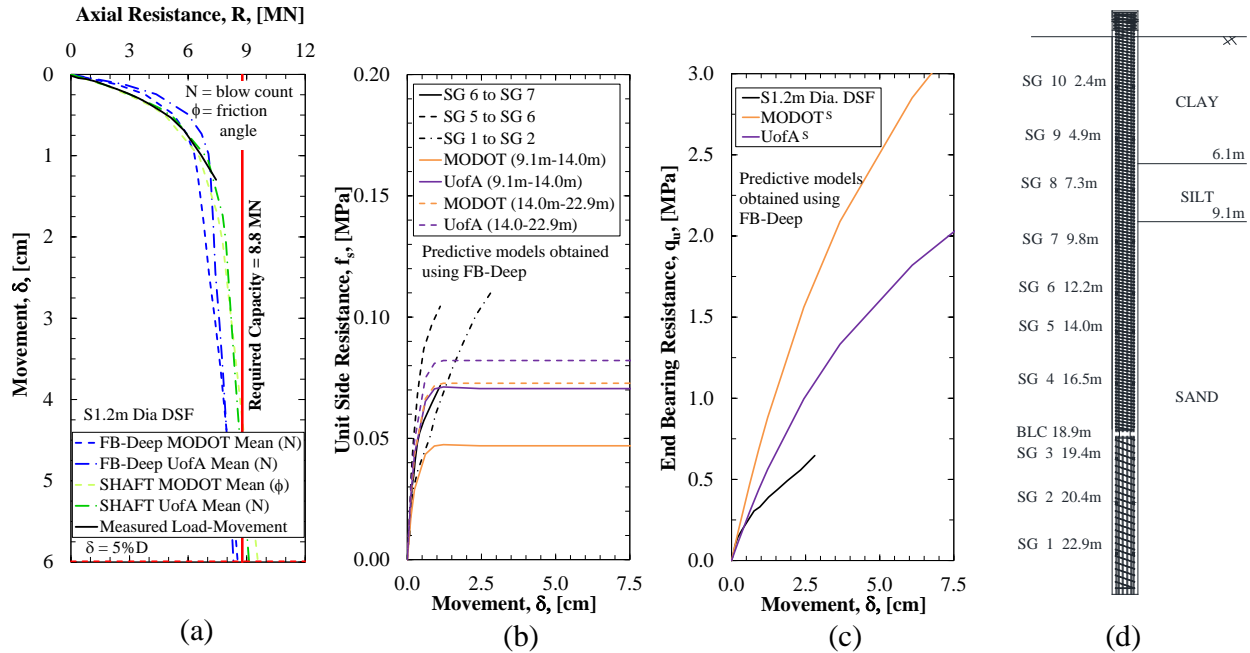 Axial Resistance, R, [MN]
0 3 6 9 12
Movement, δ, [cm]
0
1
2
3
4
5
6
N = blow count
ϕ = friction
angle
Required Capacity = 8.8 MN
S1.2m Dia DSF
FB-Deep MODOT Mean (N)
FB-Deep UofA Mean (N)
SHAFT MODOT Mean (ϕ)
SHAFT UofA Mean (N)
Measured Load-Movement
δ = 5%D
(a)
Unit Side Resistance, fs, [MPa]
0.20
0.15
0.10
0.05
0.00
SG 6 to SG 7
SG 5 to SG 6
SG 1 to SG 2
MODOT (9.1m-14.0m)
UofA (9.1m-14.0m)
MODOT (14.0m-22.9m)
UofA (14.0-22.9m)
Predictive models obtained
using FB-Deep
0.0 2.5 5.0 7.5
Movement, δ, [cm]
(b)
End Bearing Resistance, qu, [MPa]
3.0
2.5
2.0
1.5
1.0
0.5
0.0
S1.2m Dia. DSF
MODOT S
UofA S
Predictive models
obtained using
FB-Deep
0.0 2.5 5.0 7.5
Movement, δ, [cm]
(c)
SG 10 2.4m
CLAY
SG 9 4.9m
6.1m
SG 8 7.3m
SILT
9.1m
SG 7 9.8m
SG 6 12.2m
SG 5 14.0m
SG 4 16.5m
SAND
BLC 18.9m
SG 3 19.4m
SG 2 20.4m
SG 1 22.9m
(d)